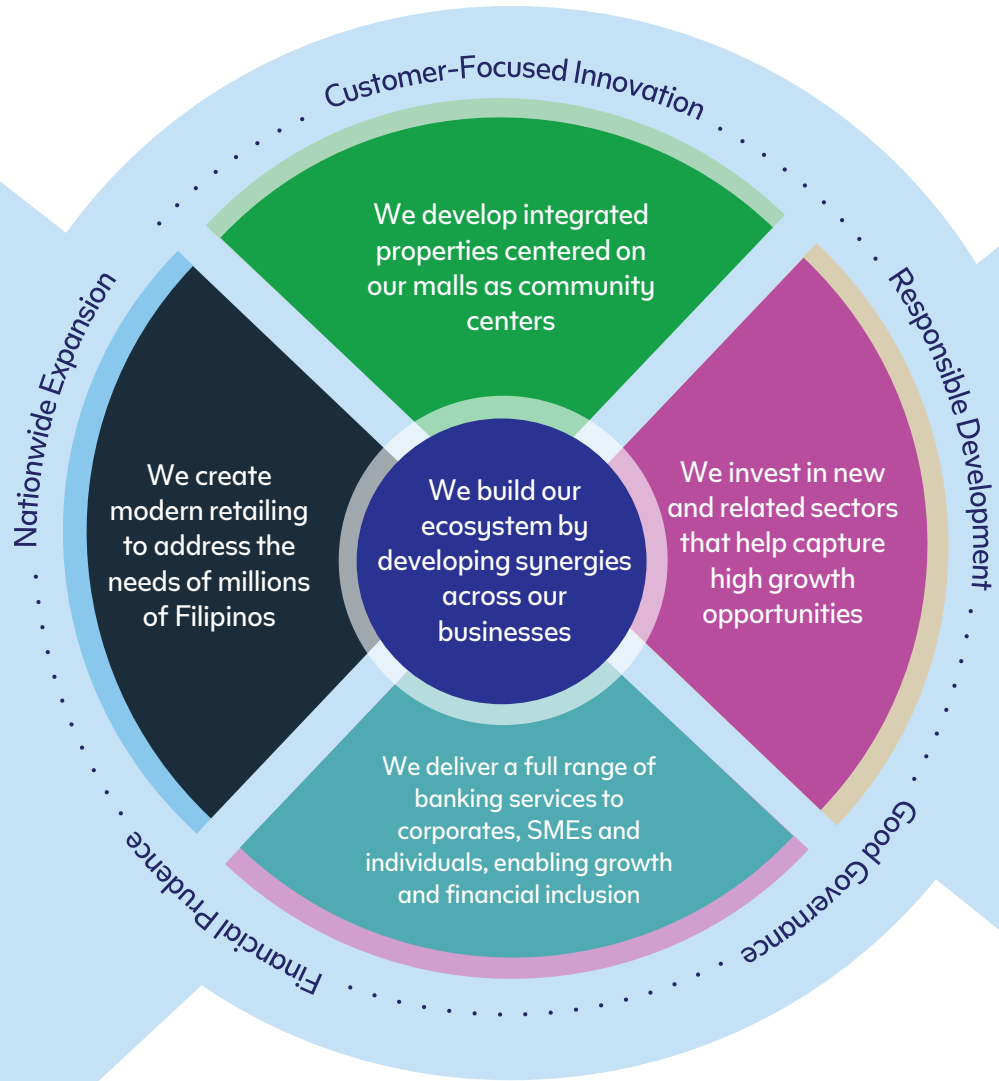 Customer-Focused Innovation
We develop integrated
properties centered on
our malls as community
centers
Nationwide Expansion
Responsible Development
We create
modern retailing
to address the
needs of millions
of Filipinos
We build our
ecosystem by
developing synergies
across our
businesses
We invest in new
and related sectors
that help capture
high growth
opportunities
We deliver a full range of
banking services to
corporates, SMEs and
individuals, enabling growth
and financial inclusion
Financial Prudence
Good Governance